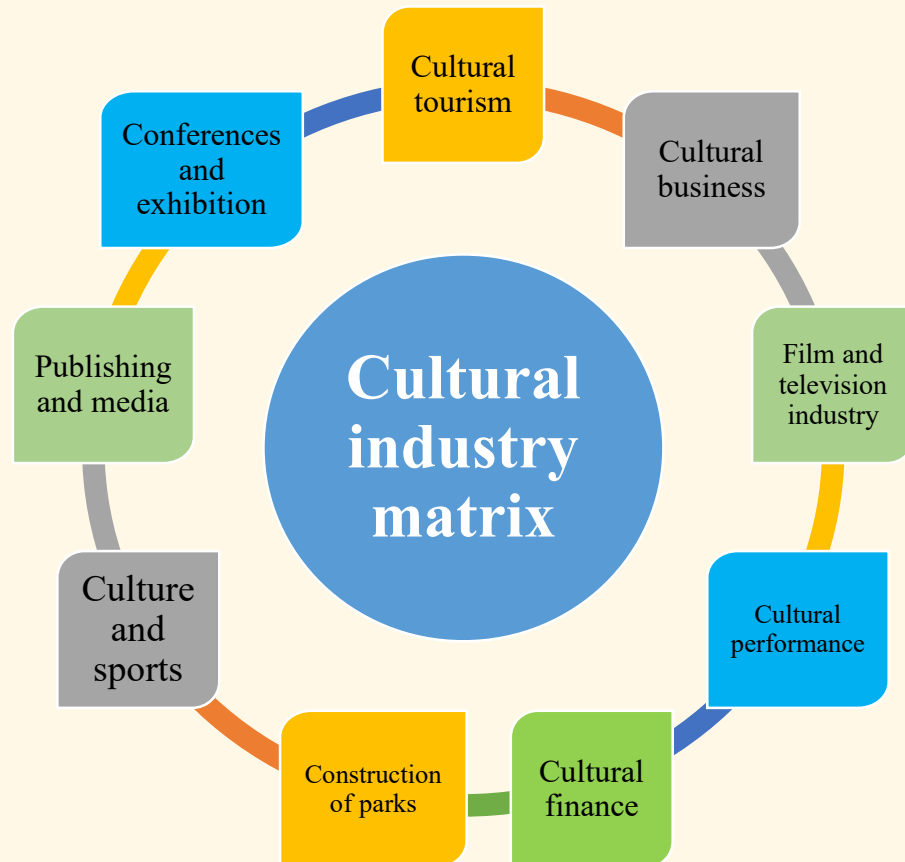 Cultural
tourism
Cultural
business
Film and
television
industry
Cultural
performance
Cultural
finance
Construction
of parks
Culture
and
sports
Publishing
and media
Conferences
and
exhibition
Cultural
industry
matrix